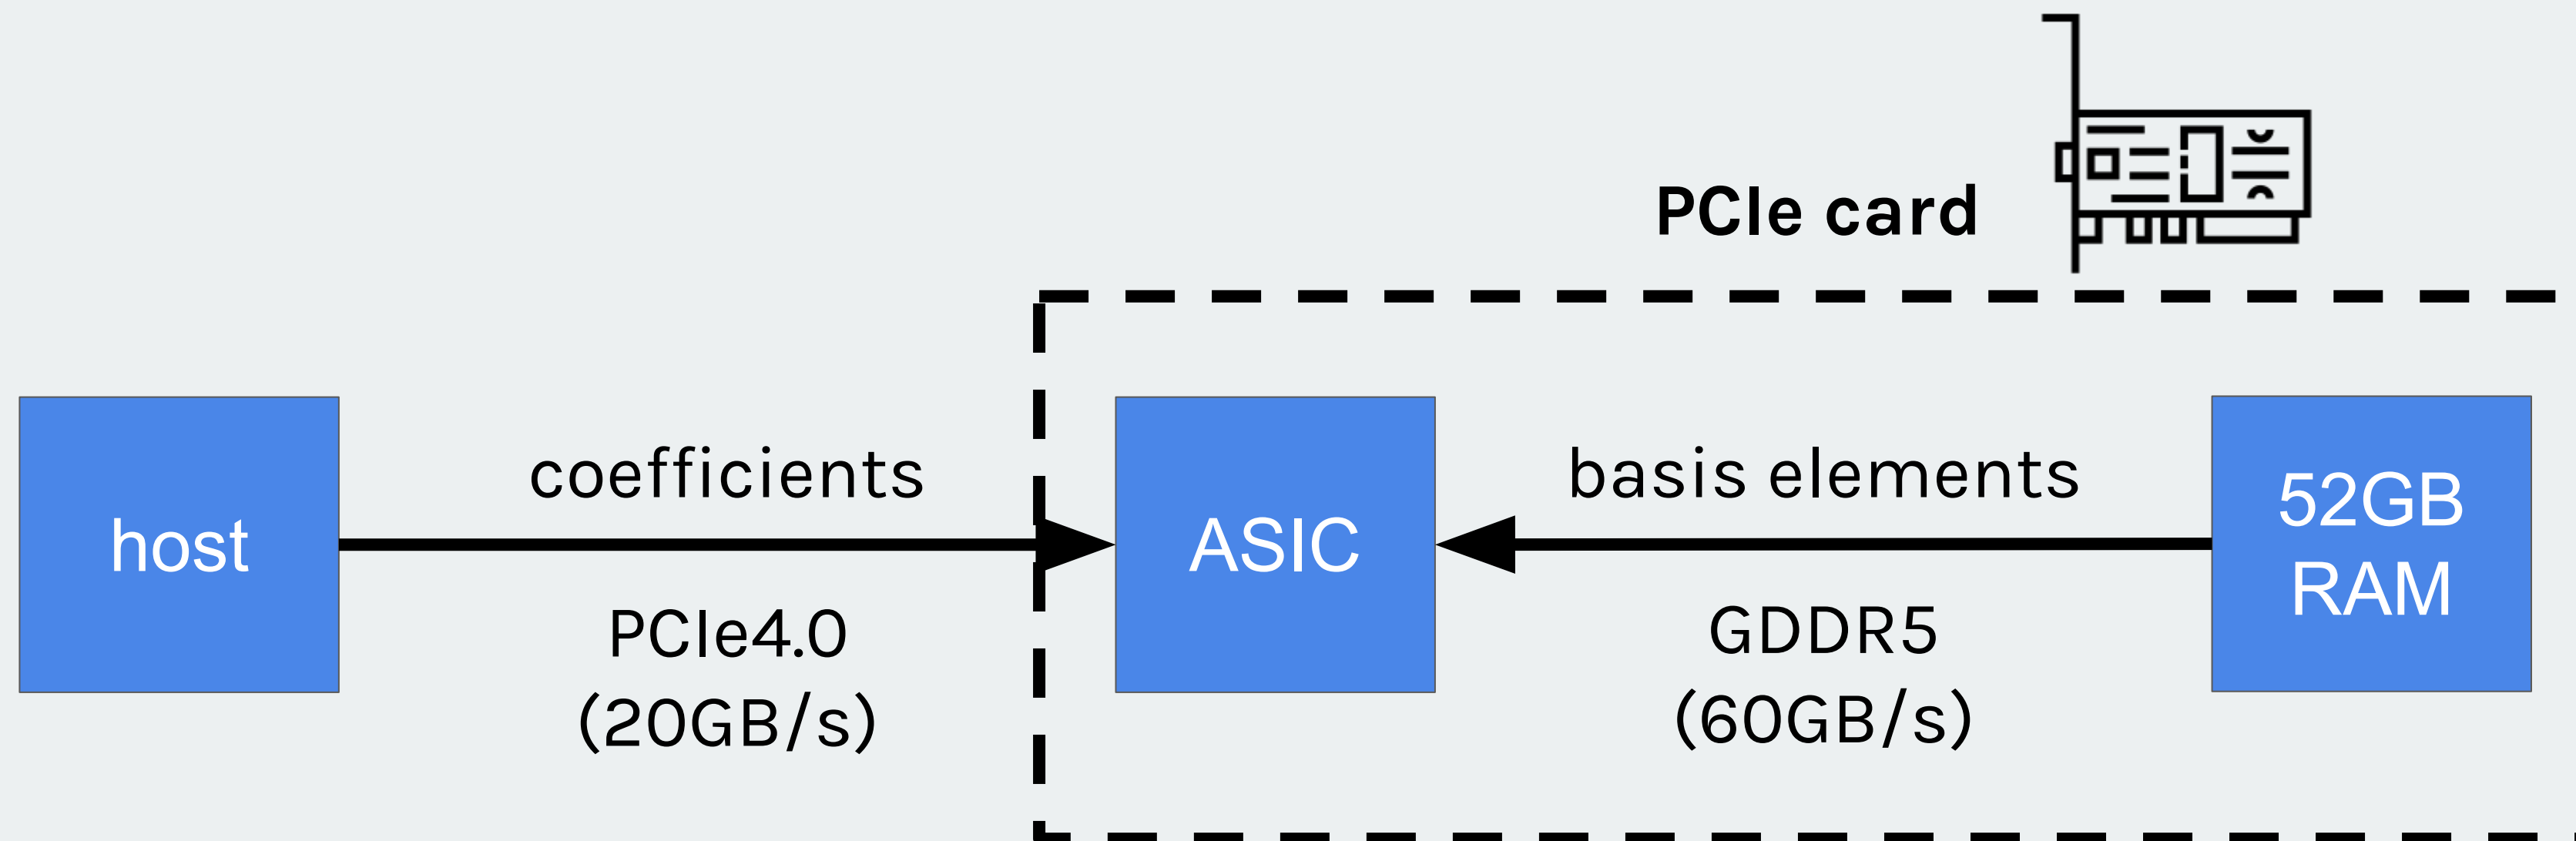 PCIe card
host
coefficients
PCIe4.0
(20GB/s)
ASIC
basis elements
GDDR5
(60GB/s)
52GB
RAM